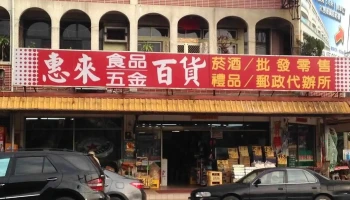 惠來 食品 五金 百貨 菸酒/批發零售
禮品/郵政代辦所